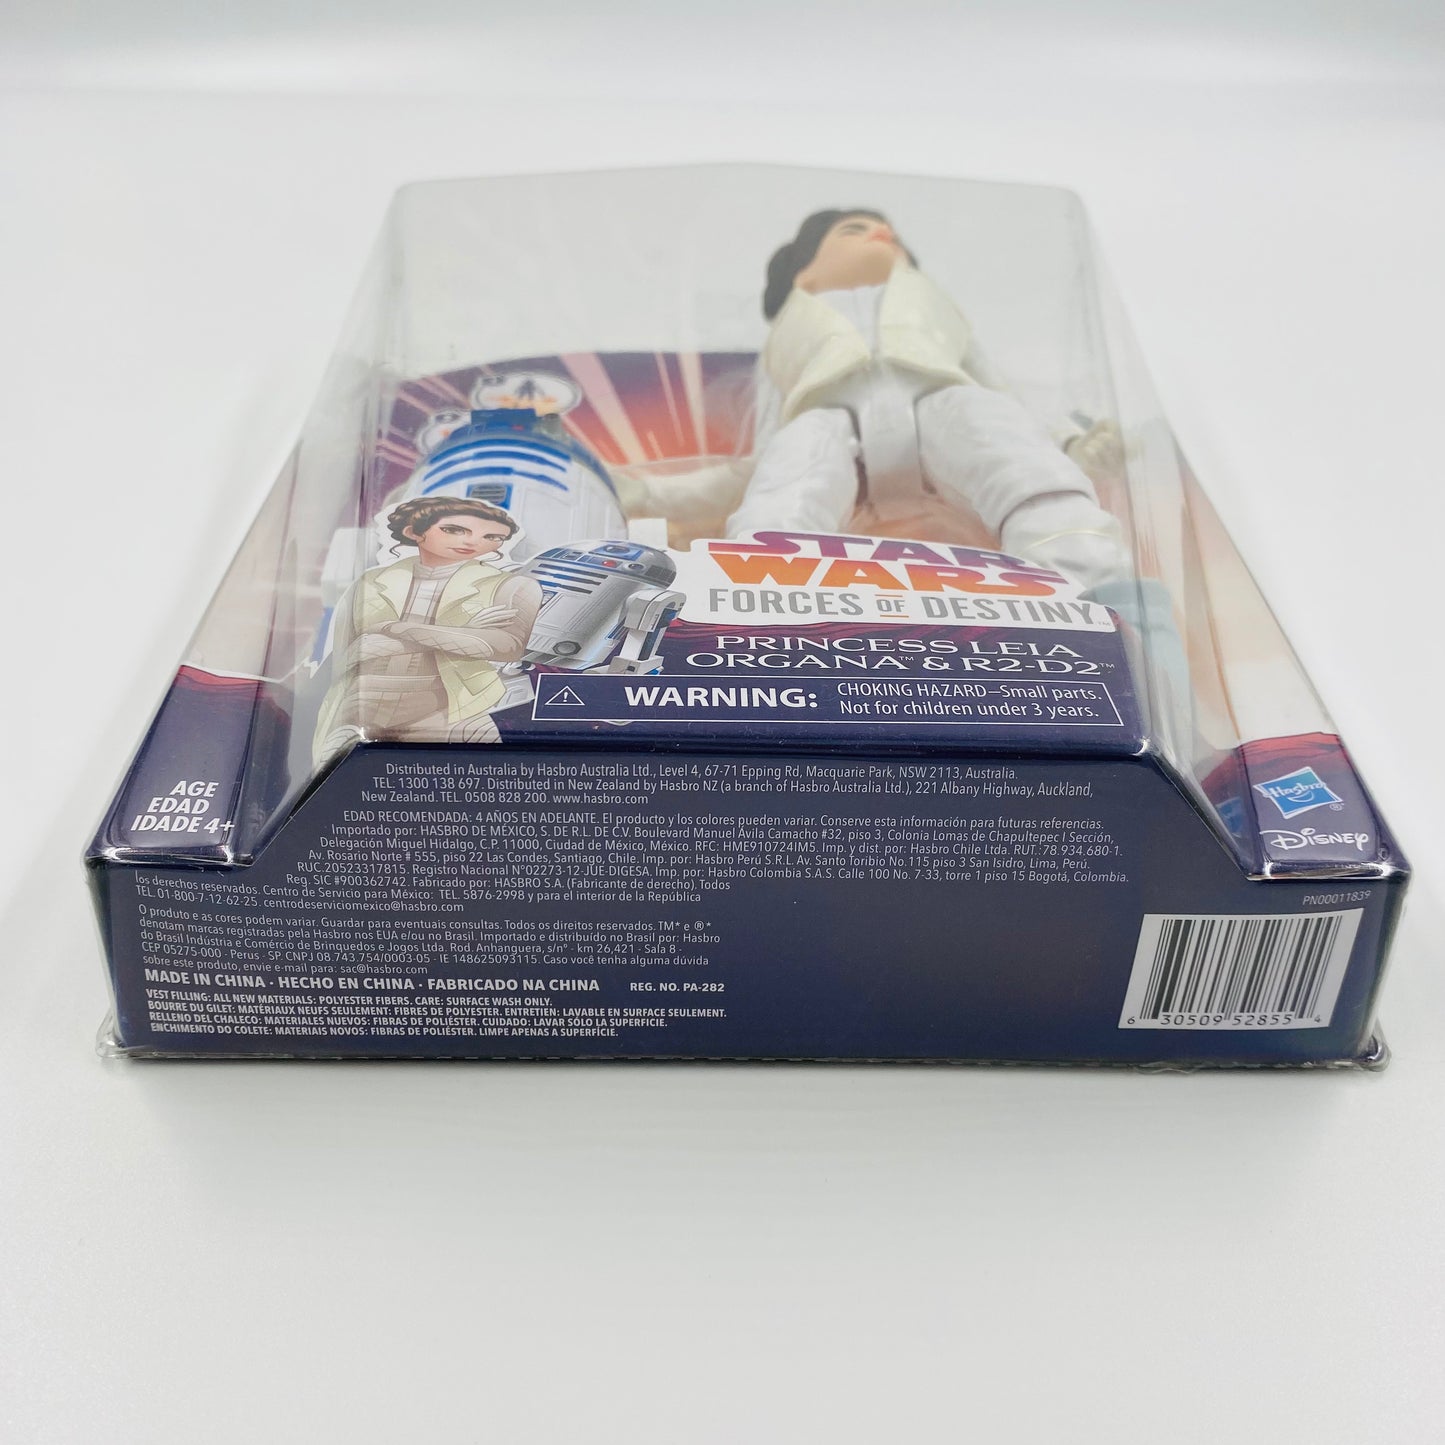 STAR
WARS
FORCES OF DESTINY™
PRINCESS LEIA
ORGANA™ & R2-D2™
WARNING: CHOKING HAZARD–Small parts.
Not for children under 3 years.
AGE
EDAD
IDADE 4+
Hasbro®
Disney
Distributed in Australia by Hasbro Australia Ltd., Level 4, 67-71 Epping Rd, Macquarie Park, NSW 2113, Australia.
TEL: 1300 138 697. Distributed in New Zealand by Hasbro NZ (a branch of Hasbro Australia Ltd.), 221 Albany Highway, Auckland,
New Zealand. TEL. 0508 828 200. www.hasbro.com
EDAD RECOMENDADA: 4 AÑOS EN ADELANTE. El producto y los colores pueden variar. Conserve esta información para futuras referencias.
Importado por: HASBRO DE MÉXICO, S. DE R.L. DE C.V. Boulevard Manuel Ávila Camacho #32, piso 3, Colonia Lomas de Chapultepec I Sección,
Delegación Miguel Hidalgo, C.P. 11000, Ciudad de México, México. RFC: HME910724IM5. Imp. y dist. por: Hasbro Chile Ltda. RUT.:78.934.680-1.
Av. Rosario Norte # 555, piso 22 Las Condes, Santiago, Chile. Imp. por: Hasbro Perú S.R.L. Av. Santo Toribio No.115 piso 3 San Isidro, Lima, Perú.
RUC.20523317815. Registro Nacional N°02273-12-JUE-DIGESA. Imp. por: Hasbro Colombia S.A.S. Calle 100 No. 7-33, torre 1 piso 15 Bogotá, Colombia.
Reg. SIC #900362742. Fabricado por: HASBRO S.A. (Fabricante de derecho). Todos
los derechos reservados. Centro de Servicio para México: TEL. 5876-2998 y para el interior de la República
TEL. 01-800-7-12-62-25. centrodeserviciomexico@hasbro.com
O produto e as cores podem variar. Guardar para eventuais consultas. Todos os direitos reservados. TM* e ®*
denotam marcas registradas pela Hasbro nos EUA e/ou no Brasil. Importado e distribuído no Brasil por: Hasbro
do Brasil Indústria e Comércio de Brinquedos e Jogos Ltda. Rod. Anhanguera, s/nº - km 26,421 - Sala 8 -
CEP 05275-000 - Perus - SP. CNPJ 08.743.754/0003-05 - IE 148625093115. Caso você tenha alguma dúvida
sobre este produto, envie e-mail para: sac@hasbro.com
MADE IN CHINA · HECHO EN CHINA · FABRICADO NA CHINA REG. NO. PA-282
VEST FILLING: ALL NEW MATERIALS: POLYESTER FIBERS. CARE: SURFACE WASH ONLY.
BOURRE DU GILET: MATÉRIAUX NEUFS SEULEMENT: FIBRES DE POLYESTER. ENTRETIEN: LAVABLE EN SURFACE SEULEMENT.
RELLENO DEL CHALECO: MATERIALES NUEVOS: FIBRAS DE POLIÉSTER. CUIDADO: LAVAR SÓLO LA SUPERFICIE.
ENCHIMENTO DO COLETE: MATERIAIS NOVOS: FIBRAS DE POLIÉSTER. LIMPE APENAS A SUPERFÍCIE.
PN00011839
6 30509 52855 4